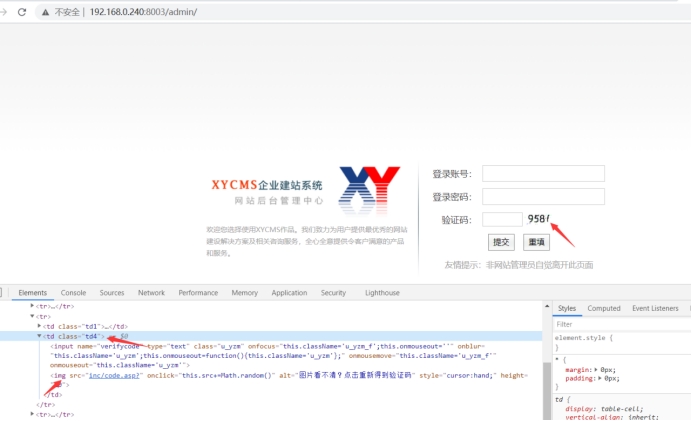 不安全 | 192.168.0.240:8003/admin/
XYCMS企业建站系统
网站后台管理中心
XY
欢迎您选择使用XYCMS作品。我们致力为用户提供最优秀的网站
建设解决方案及相关咨询服务，全心全意提供令客户满意的产品
和服务。
登录账号：
登录密码：
验证码：
958
提交 重填
友情提示：非网站管理员自觉离开此页面
Elements Console Sources Network Performance Memory Application Security Lighthouse
<tr>…</tr>
<tr>
<td class="td1">…</td>
<td class="td4"> == $0
<input name="verifycode" type="text" class="u_yzm" onfocus="this.className='u_yzm_f';this.onmouseout=''" onblur=
"this.className='u_yzm';this.onmouseout=function(){this.className='u_yzm'};" onmousemove="this.className='u_yzm_f'"
onmouseout="this.className='u_yzm'">
<img src="inc/code.asp?" onclick="this.src+=Math.random()" alt="图片看不清？点击重新得到验证码" style="cursor:hand;" height=
</td>
</tr>
<tr>…</tr>
Styles Computed Event Listeners
Filter
element.style {
}
* {
margin: 0px;
padding: 0px;
}
td {
display: table-cell;
vertical-align: inherit;